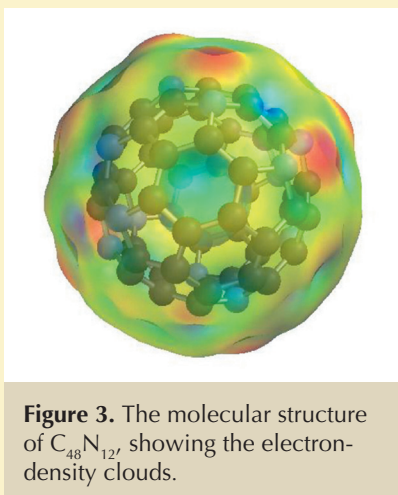 Figure 3. The molecular structure
of C₄₈N₁₂, showing the electron-
density clouds.